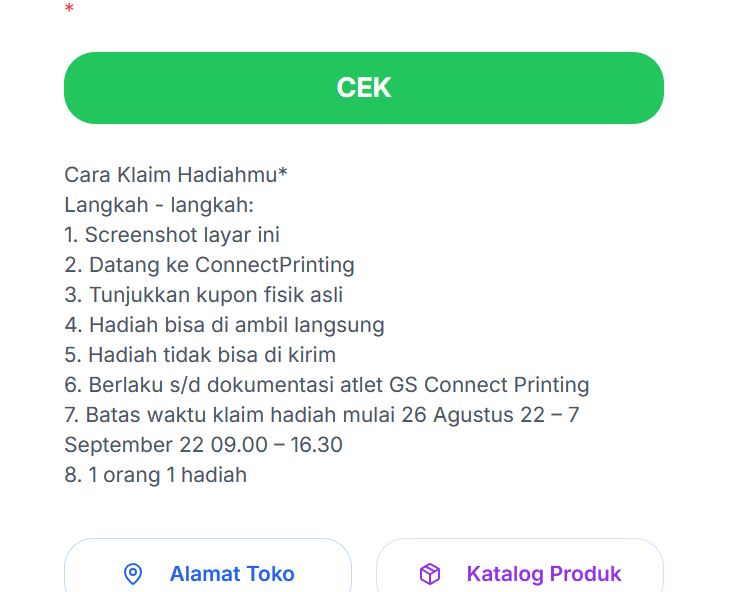 *
CEK
Cara Klaim Hadiahmu*
Langkah - langkah:
1. Screenshot layar ini
2. Datang ke ConnectPrinting
3. Tunjukkan kupon fisik asli
4. Hadiah bisa di ambil langsung
5. Hadiah tidak bisa di kirim
6. Berlaku s/d dokumentasi atlet GS Connect Printing
7. Batas waktu klaim hadiah mulai 26 Agustus 22 – 7
September 22 09.00 – 16.30
8. 1 orang 1 hadiah
Alamat Toko
Katalog Produk